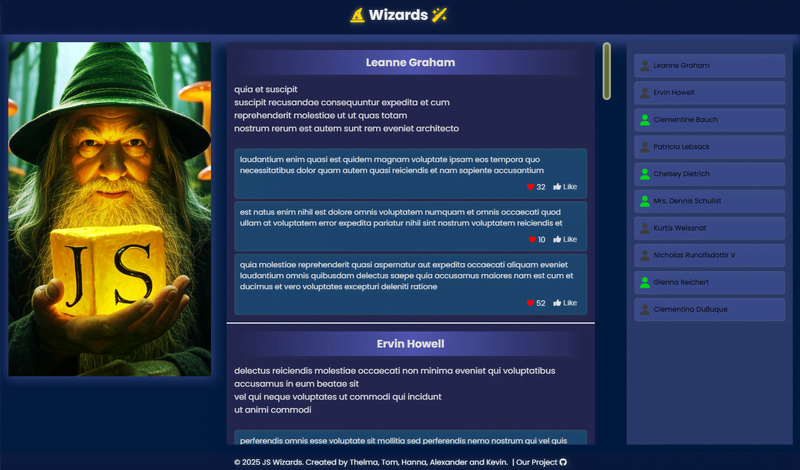 Wizards
JS
Leanne Graham
quia et suscipit
suscipit recusandae consequuntur expedita et cum
reprehenderit molestiae ut ut quas totam
nostrum rerum est autem sunt rem eveniet architecto
laudantium enim quasi est quidem magnam voluptate ipsam eos tempora quo
necessitatibus dolor quam autem quasi reiciendis et nam sapiente accusantium
32 Like
est natus enim nihil est dolore omnis voluptatem numquam et omnis occaecati quod
ullam at voluptatem error expedita pariatur nihil sint nostrum voluptatem reiciendis et
10 Like
quia molestiae reprehenderit quasi aspernatur aut expedita occaecati aliquam eveniet
laudantium omnis quibusdam delectus saepe quia accusamus maiores nam est cum et
ducimus et vero voluptates excepturi deleniti ratione
52 Like
Ervin Howell
delectus reiciendis molestiae occaecati non minima eveniet qui voluptatibus
accusamus in eum beatae sit
vel qui neque voluptates ut commodi qui incidunt
ut animi commodi
perferendis omnis esse voluptate sit mollitia sed perferendis nemo nostrum qui vel quis
Leanne Graham
Ervin Howell
Clementine Bauch
Patricia Lebsack
Chelsey Dietrich
Mrs. Dennis Schulist
Kurtis Weissnat
Nicholas Runolfsdottir V
Glenna Reichert
Clementina DuBuque
© 2025 JS Wizards. Created by Thelma, Tom, Hanna, Alexander and Kevin. | Our Project